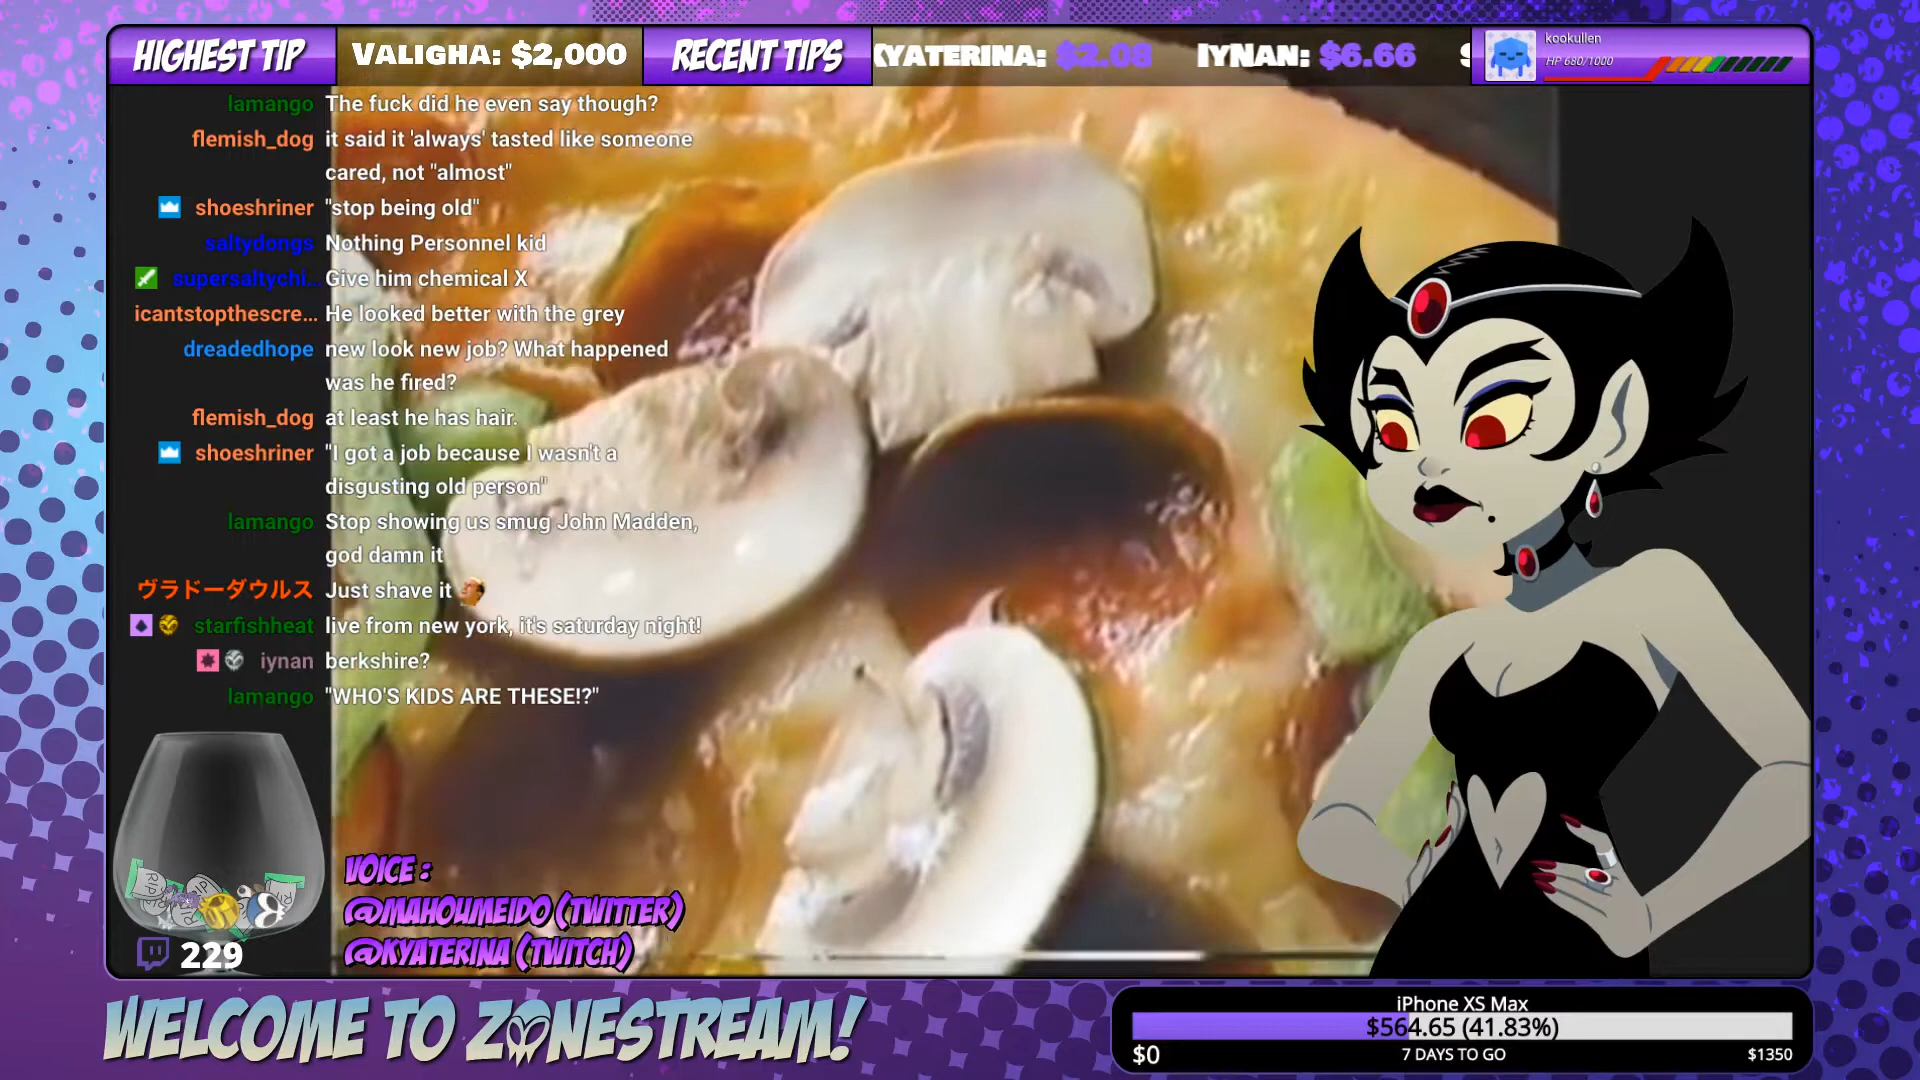 HIGHEST TIP
VALIGHA: $2,000
RECENT TIPS
KYATERINA: $2.08
IYNAN: $6.66
kookullen
HP 680/1000
lamango The fuck did he even say though?
flemish_dog it said it 'always' tasted like someone
cared, not "almost"
shoeshriner "stop being old"
saltydongs Nothing Personnel kid
supersaltychi... Give him chemical X
icantstopthescre... He looked better with the grey
dreadedhope new look new job? What happened
was he fired?
flemish_dog at least he has hair.
shoeshriner "I got a job because I wasn't a
disgusting old person"
lamango Stop showing us smug John Madden,
god damn it
ヴラドーダウルス Just shave it
starfishheat live from new york, it's saturday night!
iynan berkshire?
lamango "WHO'S KIDS ARE THESE!?"
RIP
229
VOICE :
@MAHOUMEIDO (TWITTER)
@KYATERINA (TWITCH)
WELCOME TO ZONESTREAM!
iPhone XS Max
$564.65 (41.83%)
$0
7 DAYS TO GO
$1350